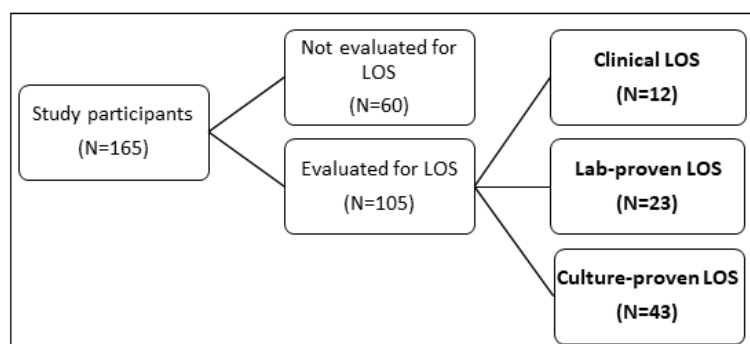 Study participants
(N=165)
Not evaluated for
LOS
(N=60)
Evaluated for LOS
(N=105)
Clinical LOS
(N=12)
Lab-proven LOS
(N=23)
Culture-proven LOS
(N=43)